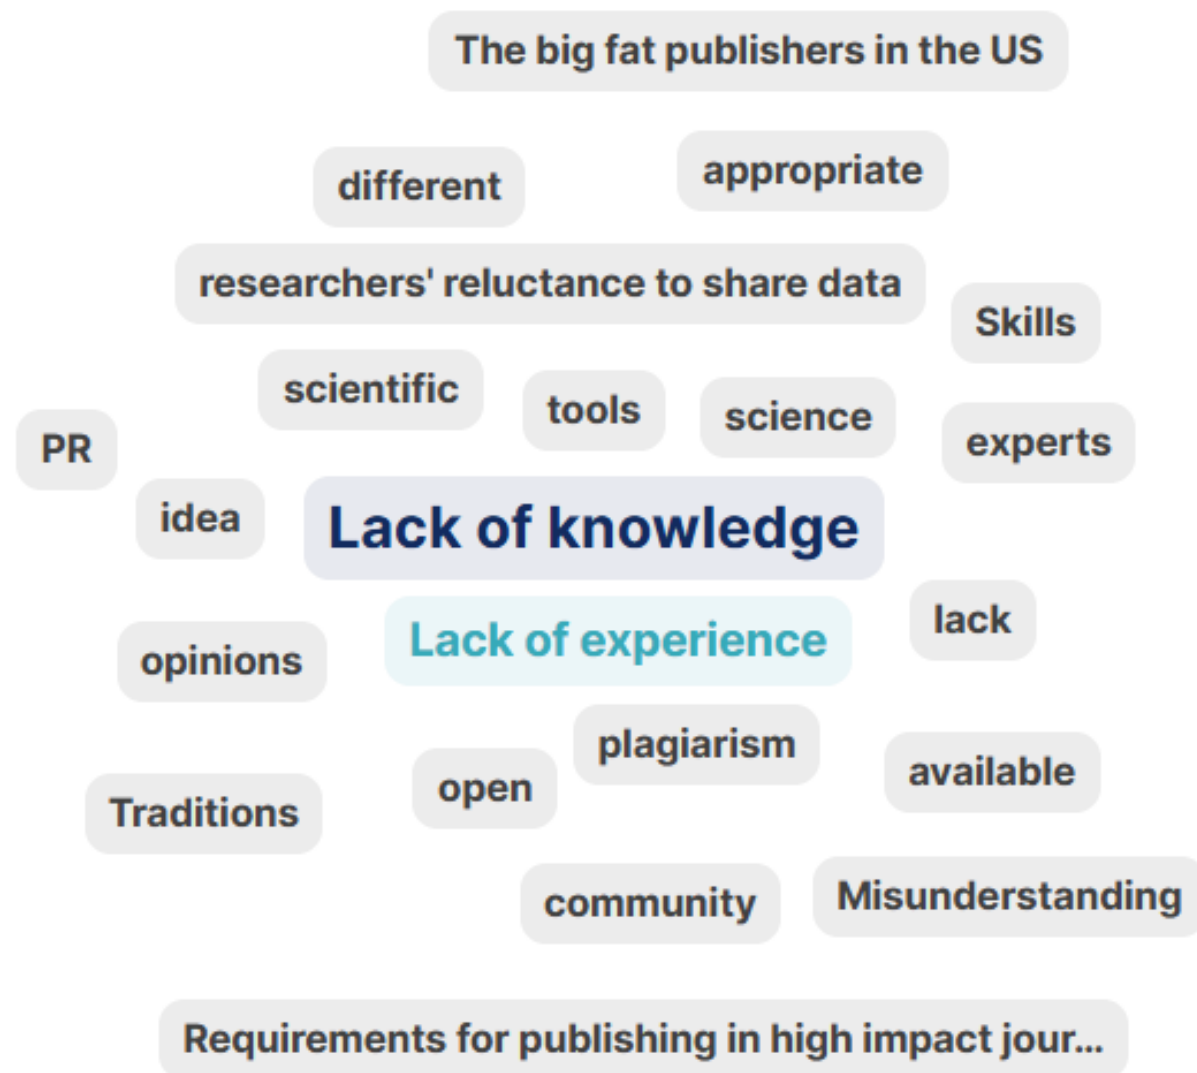 The big fat publishers in the US
appropriate
different
researchers' reluctance to share data
Skills
scientific
tools
science
experts
PR
idea
Lack of knowledge
lack
Lack of experience
opinions
plagiarism
available
open
Traditions
community
Misunderstanding
Requirements for publishing in high impact jour...